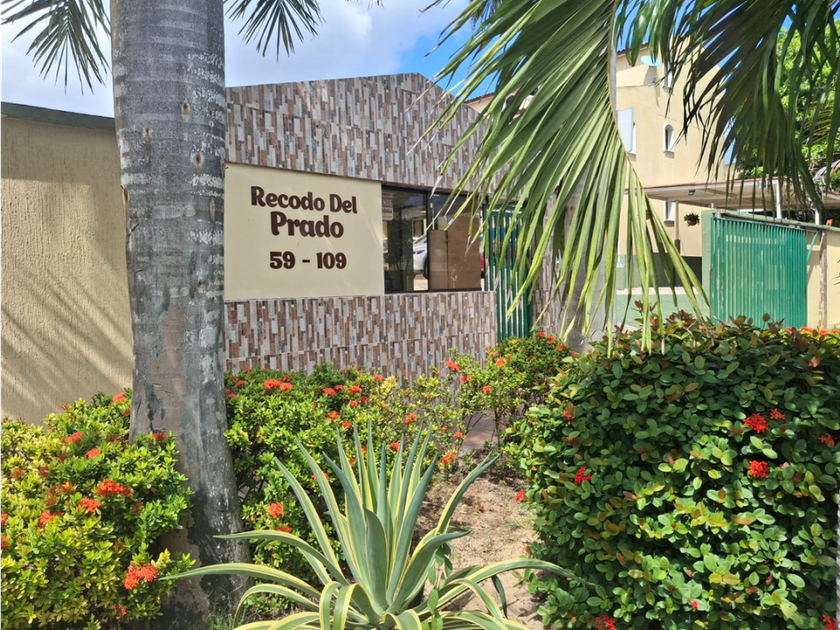 Recodo Del
Prado
59 - 109